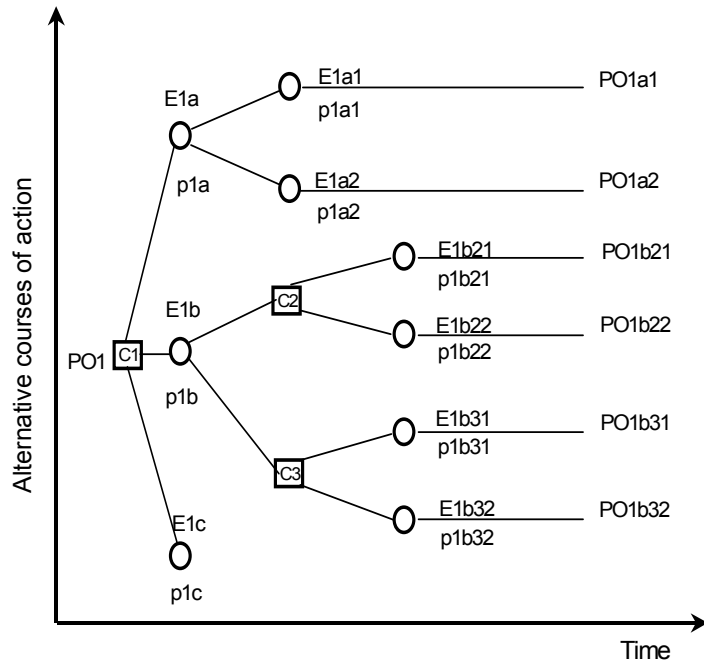 E1a1
PO1a1
E1a
p1a1
p1a
E1a2
PO1a2
p1a2
E1b21
PO1b21
p1b21
E1b
C2
E1b22
PO1b22
p1b22
PO1
C1
p1b
E1b31
PO1b31
p1b31
C3
E1b32
PO1b32
p1b32
E1c
p1c
Alternative courses of action
Time